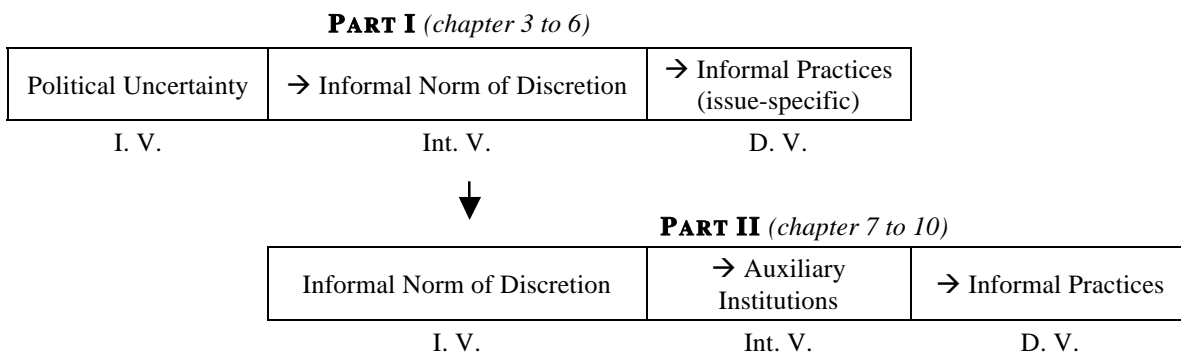 PART I (chapter 3 to 6)
Political Uncertainty
→ Informal Norm of Discretion
→ Informal Practices
(issue-specific)
I. V.
Int. V.
D. V.
PART II (chapter 7 to 10)
Informal Norm of Discretion
→ Auxiliary
Institutions
→ Informal Practices
I. V.
Int. V.
D. V.